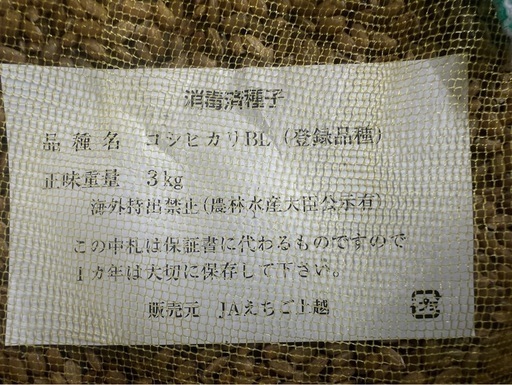 消毒済種子
品種名 コシヒカリBL (登録品種)
正味重量 3kg
海外持出禁止(農林水産大臣公示有)
この中札は保証書に代わるものですので
1カ年は大切に保存して下さい。
販売元 JAえちご上越
プラ